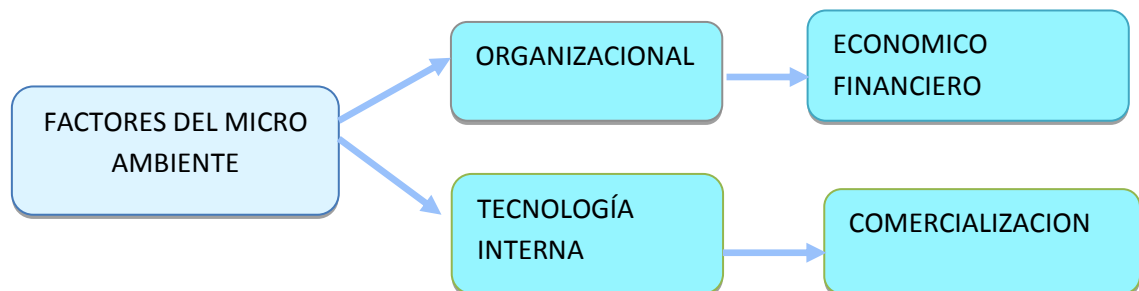 FACTORES DEL MICRO
AMBIENTE
ORGANIZACIONAL
ECONOMICO
FINANCIERO
TECNOLOGÍA
INTERNA
COMERCIALIZACION